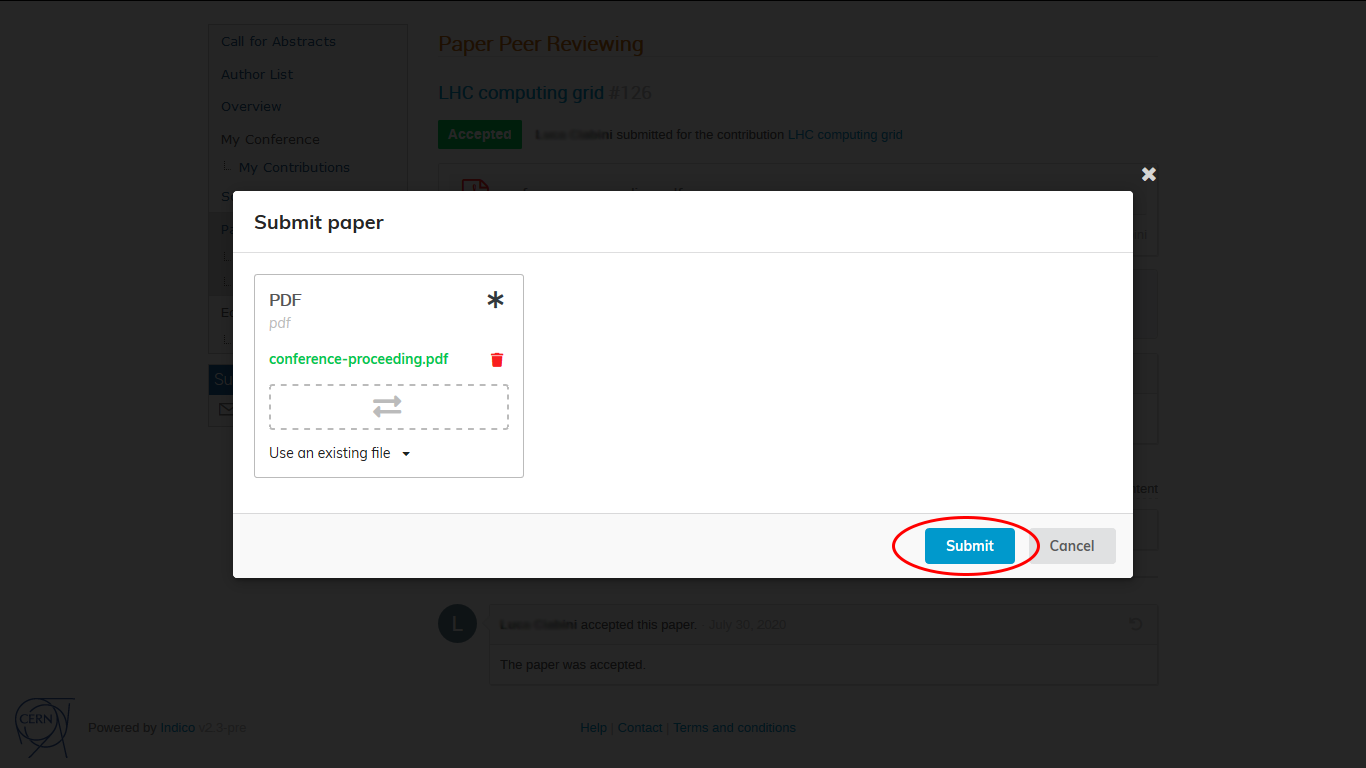 Call for Abstracts
Author List
Overview
My Conference
My Contributions
Paper Peer Reviewing
LHC computing grid #126
Accepted
submitted for the contribution LHC computing grid
Submit paper
PDF
pdf
conference-proceeding.pdf
Use an existing file
Submit
Cancel
L
accepted this paper. July 30, 2020
The paper was accepted.
CERN
Powered by Indico v2.3-pre
Help | Contact | Terms and conditions